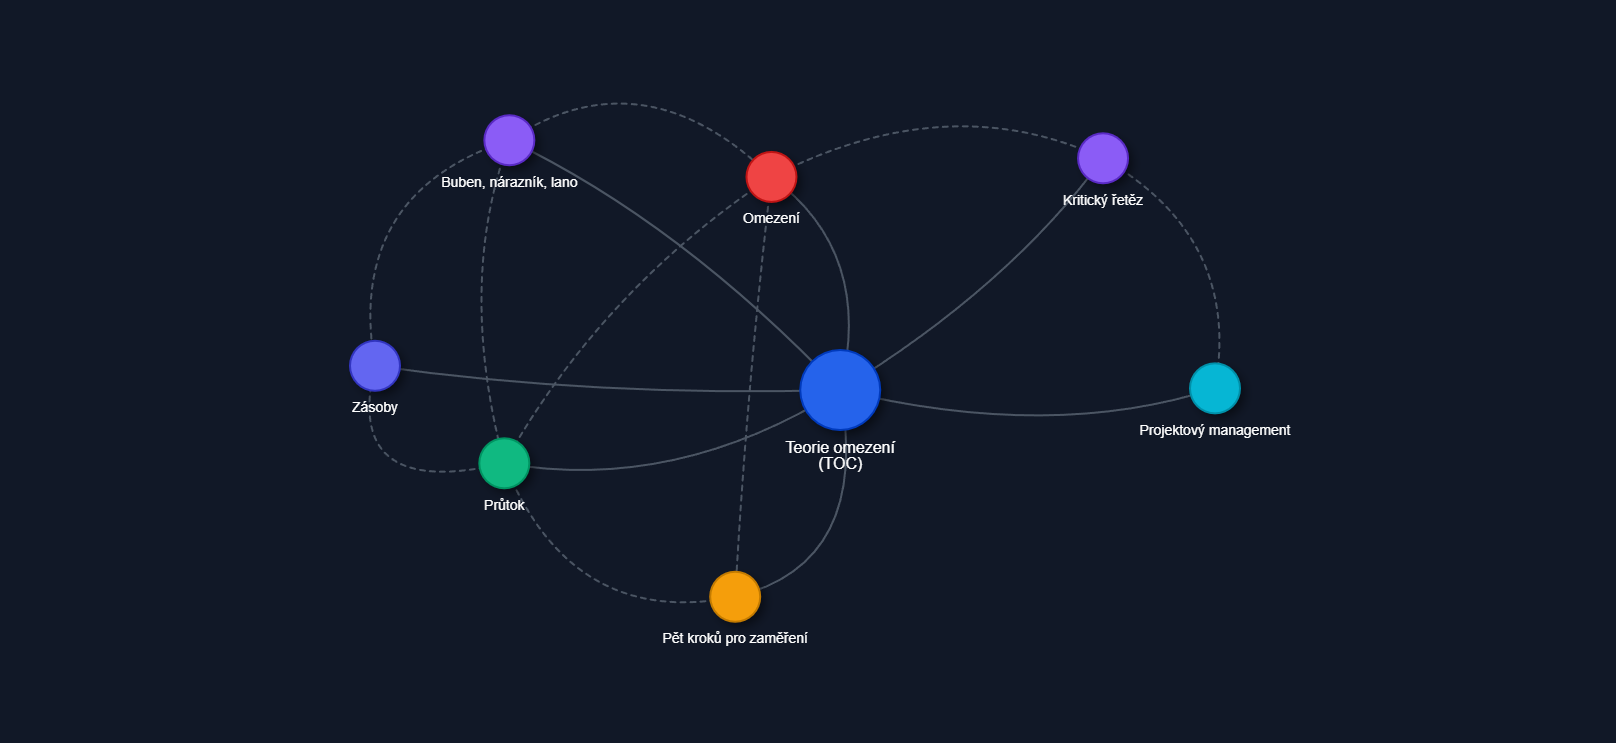 Buben, nárazník, lano
Omezení
Kritický řetěz
Zásoby
Teorie omezení
(TOC)
Projektový management
Průtok
Pět kroků pro zaměření